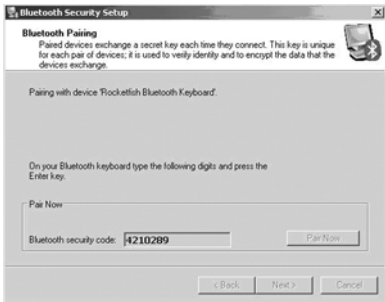 Bluetooth Security Setup
Bluetooth Pairing
Paired devices exchange a secret key each time they connect. This key is unique
for each pair of devices; it is used to verify identity and to encrypt the data that the
devices exchange.
Pairing with device 'Rocketfish Bluetooth Keyboard'.
On your Bluetooth keyboard type the following digits and press the
Enter key.
Pair Now
Bluetooth security code: 4210289 Pair Now
< Back Next > Cancel